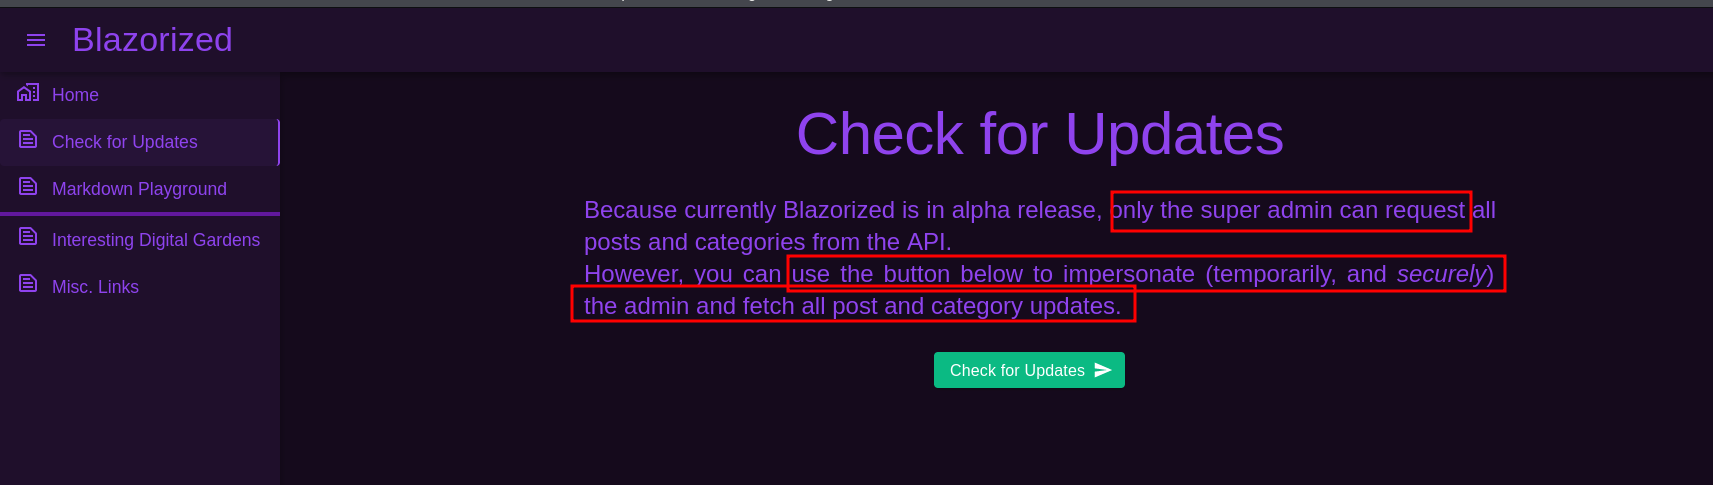 Blazorized
Home
Check for Updates
Markdown Playground
Interesting Digital Gardens
Misc. Links
Check for Updates
Because currently Blazorized is in alpha release, only the super admin can request all
posts and categories from the API.
However, you can use the button below to impersonate (temporarily, and securely)
the admin and fetch all post and category updates.
Check for Updates